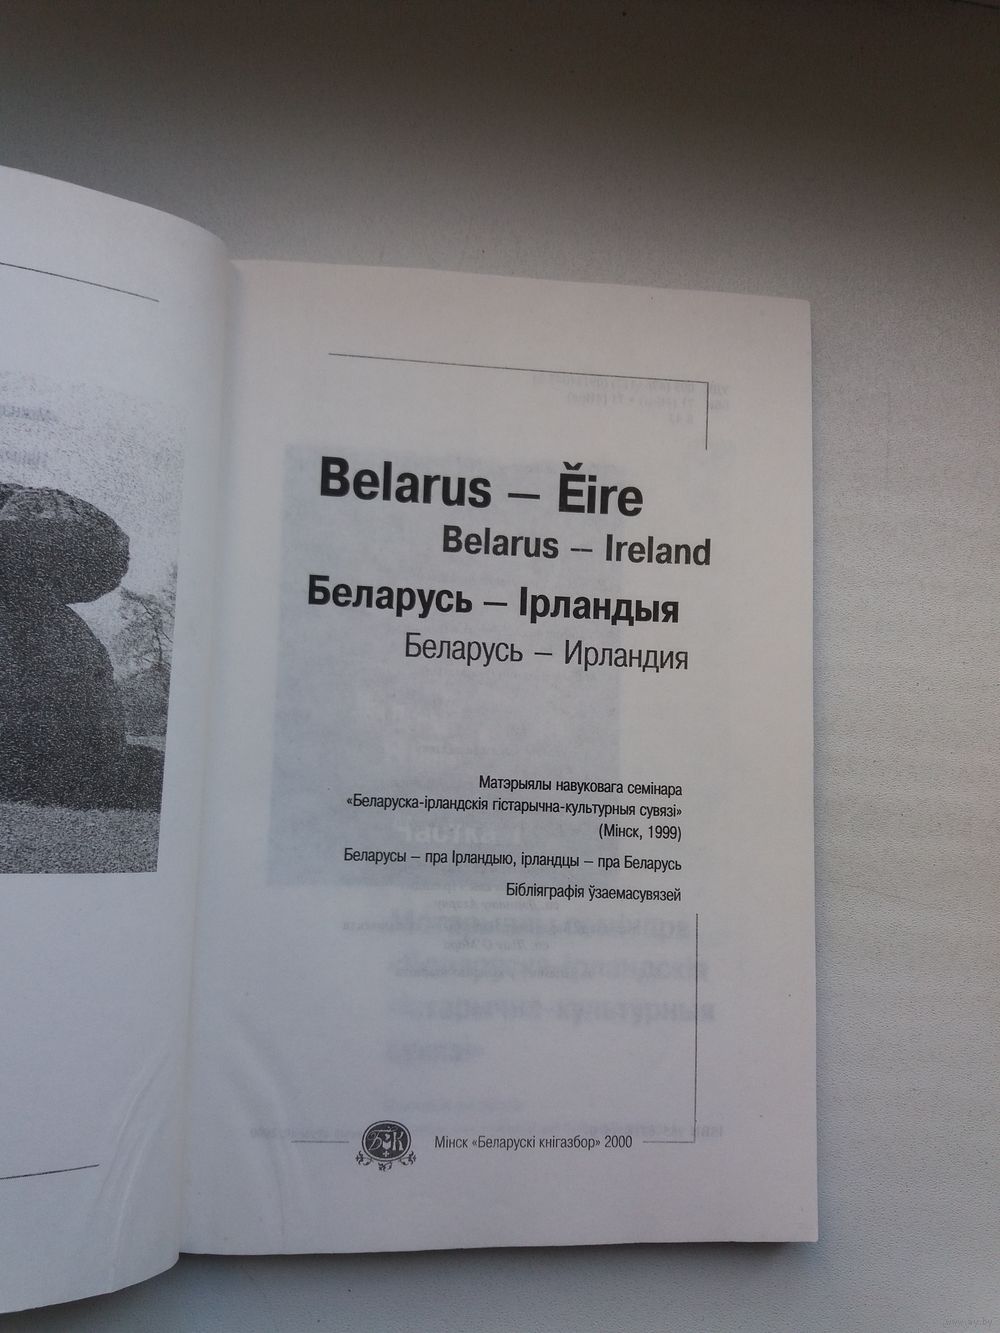 Belarus – Ĕire
Belarus – Ireland
Беларусь – Ірландыя
Беларусь – Ирландия
Матэрыялы навуковага семінара
«Беларуска-ірландскія гістарычна-культурныя сувязі»
(Мінск, 1999)
Беларусы – пра Ірландыю, ірландцы – пра Беларусь
Бібліяграфія ўзаемасувязей
БК
Мінск «Беларускі кнігазбор» 2000